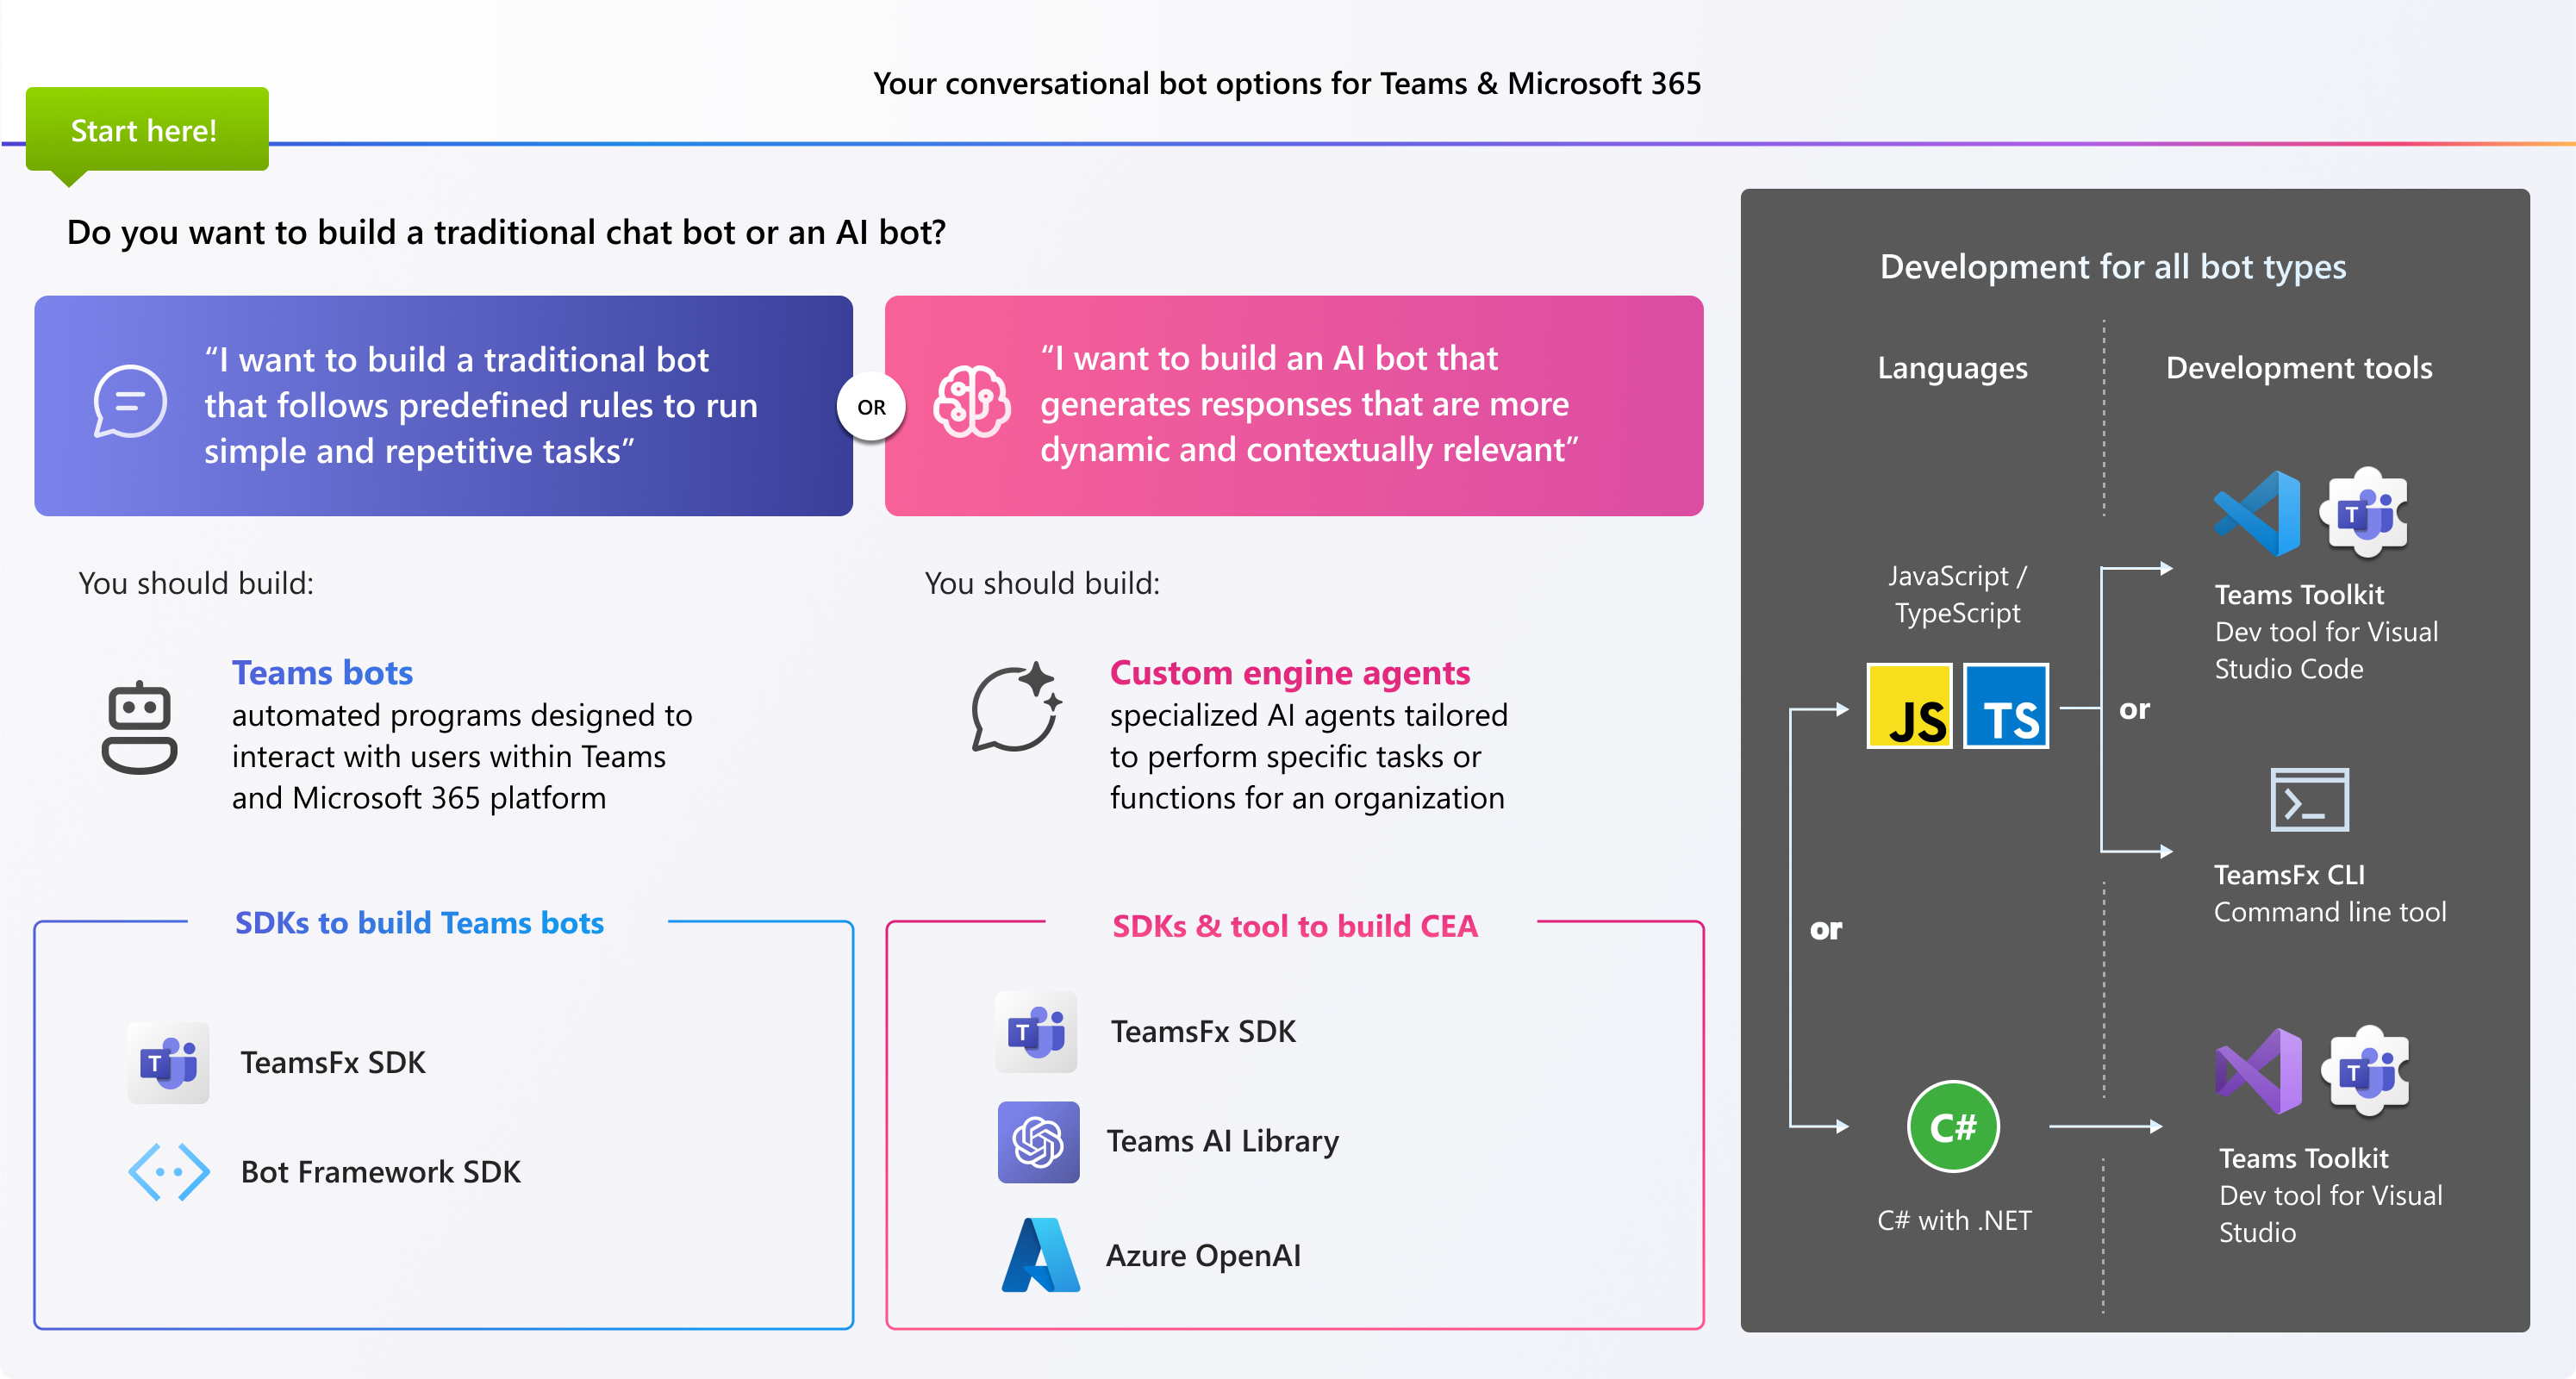 Your conversational bot options for Teams & Microsoft 365
Start here!
Do you want to build a traditional chat bot or an AI bot?
“I want to build a traditional bot
that follows predefined rules to run
simple and repetitive tasks”
OR
“I want to build an AI bot that
generates responses that are more
dynamic and contextually relevant”
You should build:
Teams bots
automated programs designed to
interact with users within Teams
and Microsoft 365 platform
You should build:
Custom engine agents
specialized AI agents tailored
to perform specific tasks or
functions for an organization
SDKs to build Teams bots
T
TeamsFx SDK
Bot Framework SDK
SDKs & tool to build CEA
T
TeamsFx SDK
Teams AI Library
Azure OpenAI
Development for all bot types
Languages
Development tools
JavaScript /
TypeScript
JS
TS
or
T
Teams Toolkit
Dev tool for Visual
Studio Code
or
TeamsFx CLI
Command line tool
C#
C# with .NET
T
Teams Toolkit
Dev tool for Visual
Studio